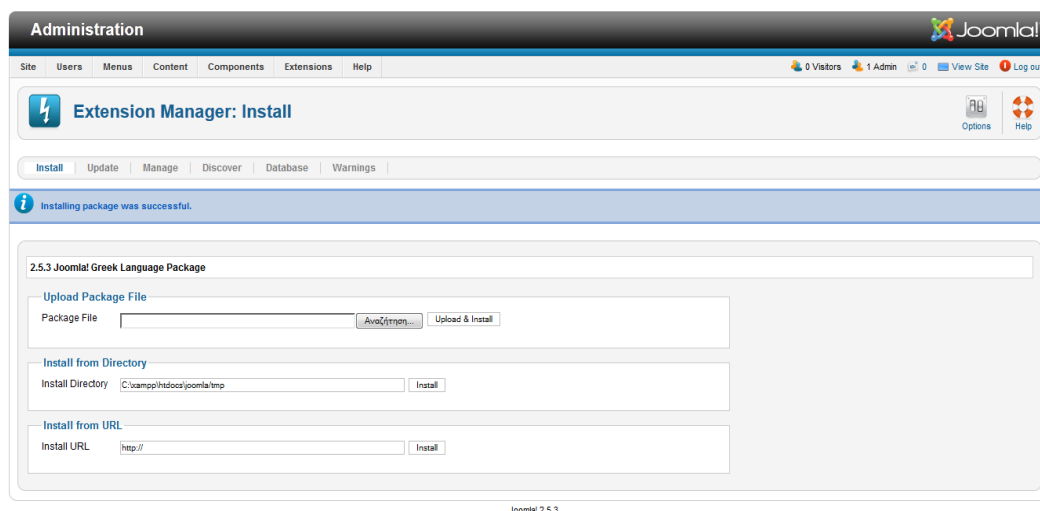 Administration Joomla!
Site Users Menus Content Components Extensions Help 0 Visitors 1 Admin 0 View Site Log ou
Extension Manager: Install Options Help
Install Update Manage Discover Database Warnings
Installing package was successful.
2.5.3 Joomla! Greek Language Package
Upload Package File
Package File Αναζήτηση... Upload & Install
Install from Directory
Install Directory C:\xampp\htdocs\joomla/tmp Install
Install from URL
Install URL http:// Install
Joomla! 2.5.3